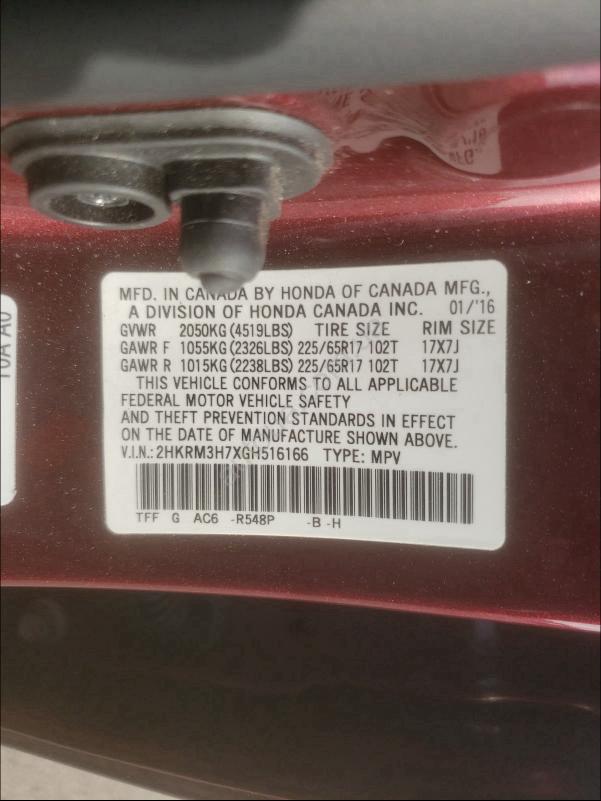 MFD. IN CANADA BY HONDA OF CANADA MFG.,
A DIVISION OF HONDA CANADA INC. 01/'16
GVWR 2050KG(4519LBS) TIRE SIZE RIM SIZE
GAWR F 1055KG(2326LBS) 225/65R17 102T 17X7J
GAWR R 1015KG(2238LBS) 225/65R17 102T 17X7J
THIS VEHICLE CONFORMS TO ALL APPLICABLE
FEDERAL MOTOR VEHICLE SAFETY
AND THEFT PREVENTION STANDARDS IN EFFECT
ON THE DATE OF MANUFACTURE SHOWN ABOVE.
V.I.N.: 2HKRM3H7XGH516166 TYPE: MPV
TFF G AC6 -R548P -B -H